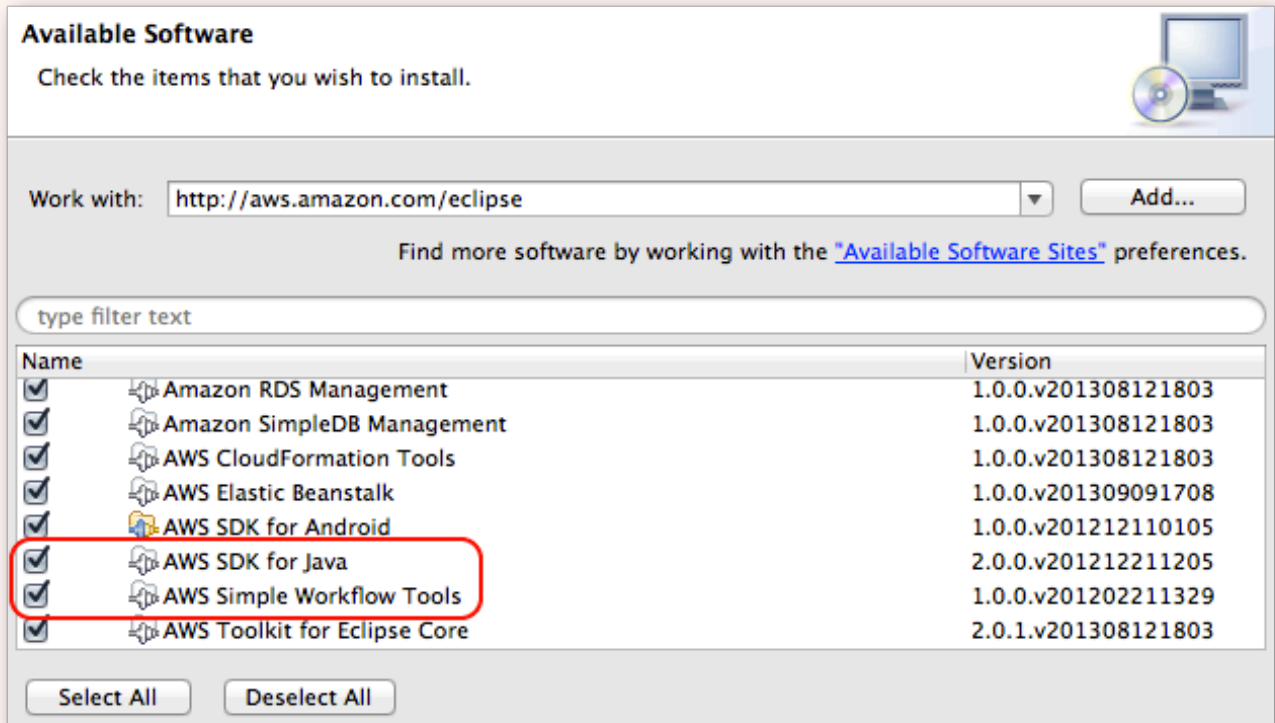 Available Software
Check the items that you wish to install.
Work with: http://aws.amazon.com/eclipse Add...
Find more software by working with the "Available Software Sites" preferences.
type filter text
Name Version
Amazon RDS Management 1.0.0.v201308121803
Amazon SimpleDB Management 1.0.0.v201308121803
AWS CloudFormation Tools 1.0.0.v201308121803
AWS Elastic Beanstalk 1.0.0.v201309091708
AWS SDK for Android 1.0.0.v201212110105
AWS SDK for Java 2.0.0.v201212211205
AWS Simple Workflow Tools 1.0.0.v201202211329
AWS Toolkit for Eclipse Core 2.0.1.v201308121803
Select All Deselect All